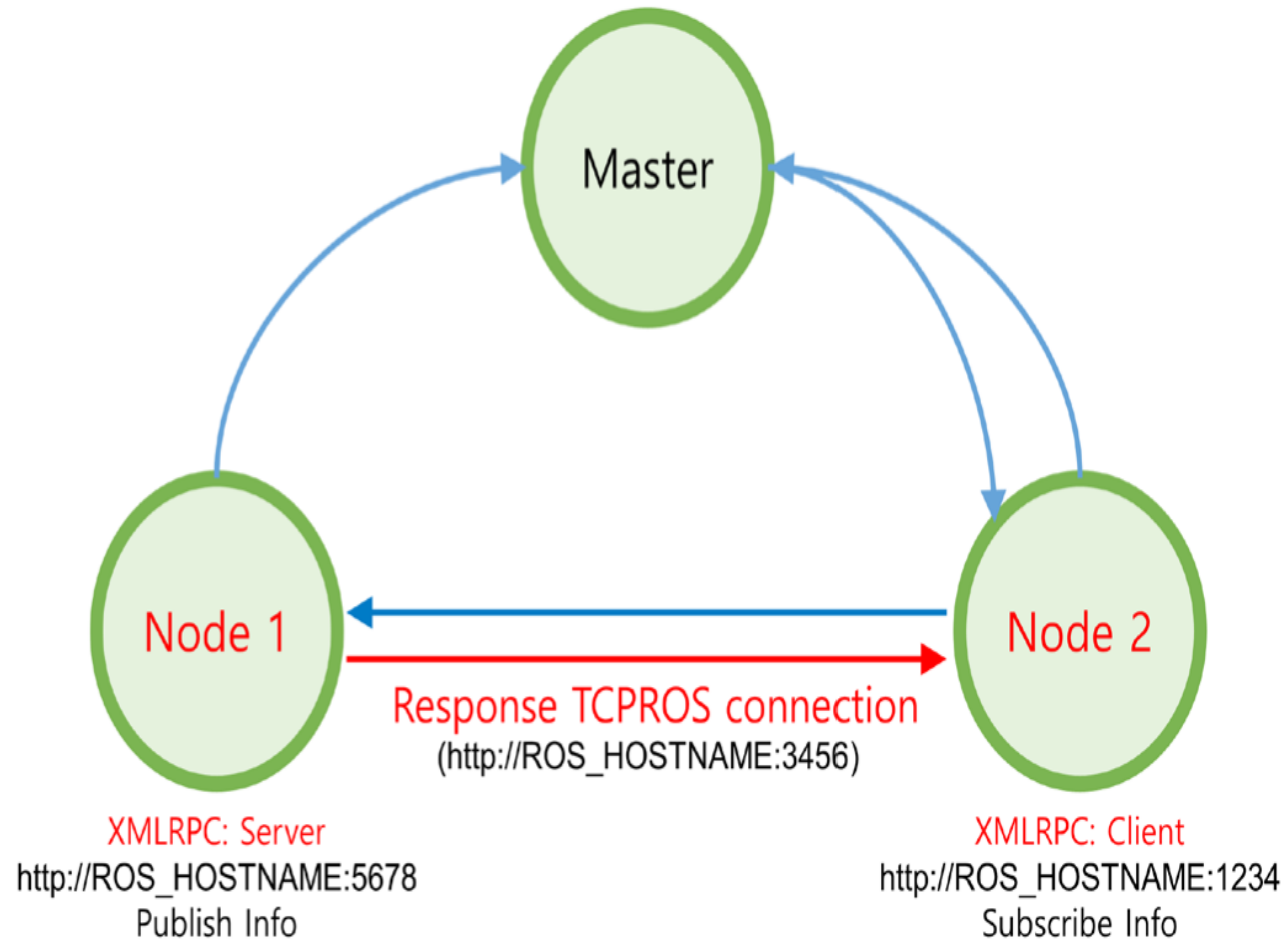 Master
Node 1
Node 2
Response TCPROS connection
(http://ROS_HOSTNAME:3456)
XMLRPC: Server
http://ROS_HOSTNAME:5678
Publish Info
XMLRPC: Client
http://ROS_HOSTNAME:1234
Subscribe Info